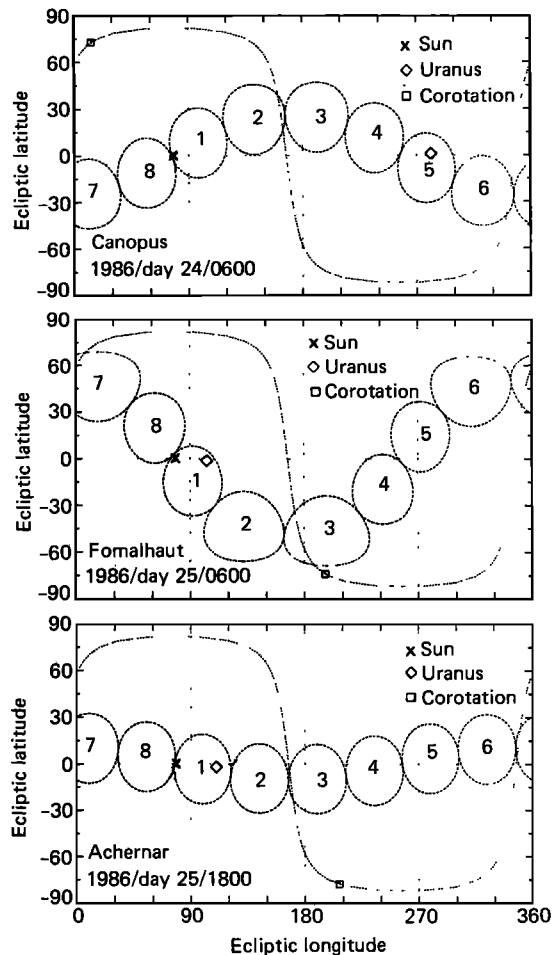 90
60
30
0
-30
-60
-90
Ecliptic latitude
× Sun
◇ Uranus
□ Corotation
7
8
1
2
3
4
5
6
Canopus
1986/day 24/0600
90
60
30
0
-30
-60
-90
Ecliptic latitude
× Sun
◇ Uranus
□ Corotation
7
8
1
2
3
4
5
6
Fomalhaut
1986/day 25/0600
90
60
30
0
-30
-60
-90
Ecliptic latitude
× Sun
◇ Uranus
□ Corotation
7
8
1
2
3
4
5
6
Achernar
1986/day 25/1800
0
90
180
270
360
Ecliptic longitude